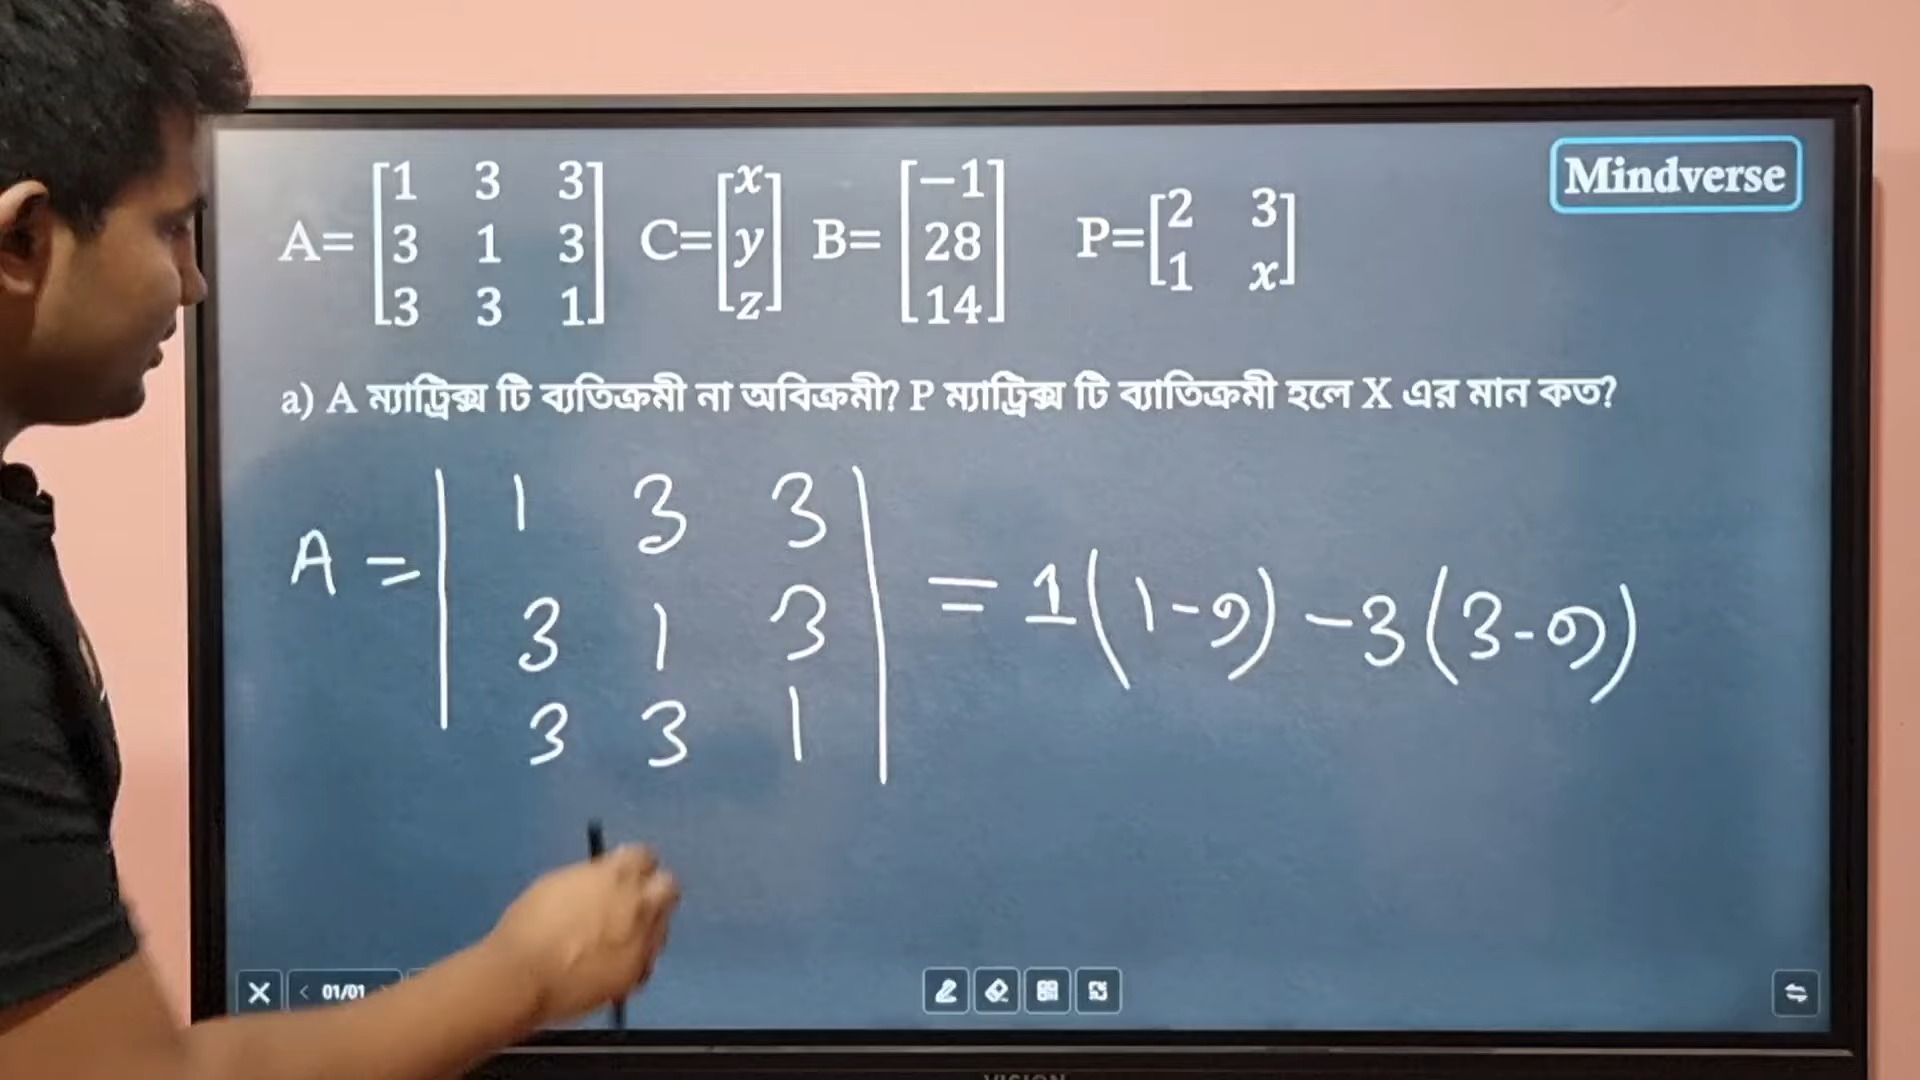 Mindverse
A= [1 3 3
3 1 3
3 3 1] C= [x
y
z] B= [−1
28
14] P= [2 3
1 x]
a) A ম্যাট্রিক্স টি ব্যতিক্রমী না অবিক্রমী? P ম্যাট্রিক্স টি ব্যাতিক্রমী হলে X এর মান কত?
A = | 1 3 3
3 1 3
3 3 1 | = 1(1-9) -3(3-9)
01/01
VISION